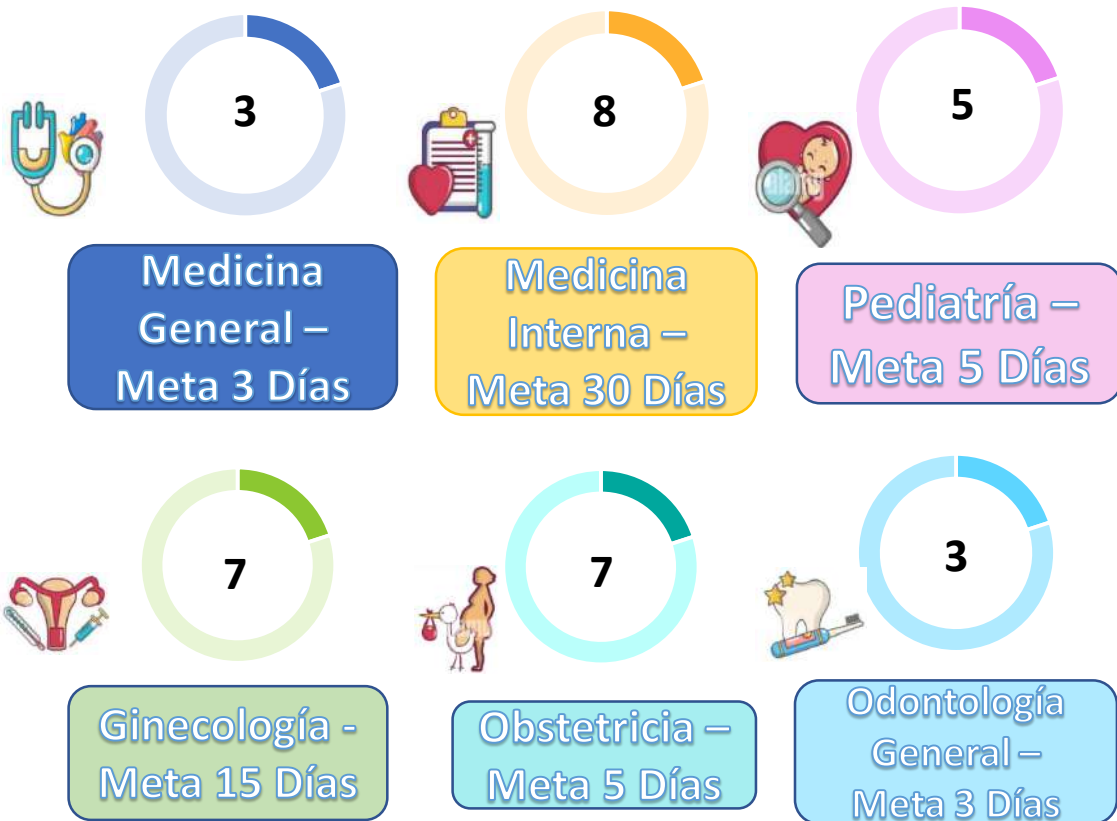 3
8
5
Medicina
General –
Meta 3 Días
Medicina
Interna –
Meta 30 Días
Pediatría –
Meta 5 Días
7
7
3
Ginecología -
Meta 15 Días
Obstetricia –
Meta 5 Días
Odontología
General –
Meta 3 Días